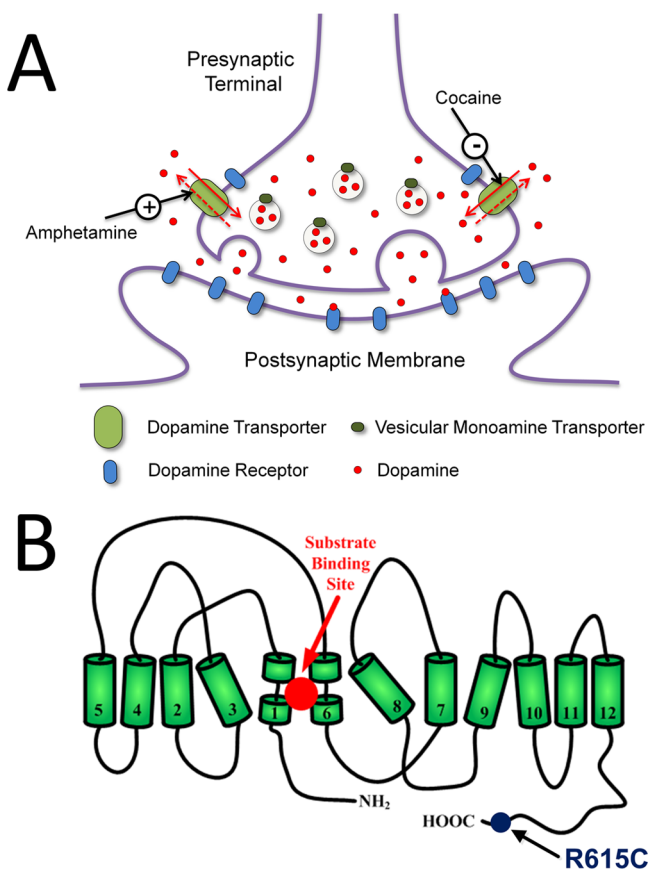 A
Presynaptic
Terminal
Cocaine
-
+
Amphetamine
Postsynaptic Membrane
Dopamine Transporter
Vesicular Monoamine Transporter
Dopamine Receptor
Dopamine
B
Substrate
Binding
Site
5
4
2
3
1
6
8
7
9
10
11
12
NH2
HOOC
R615C